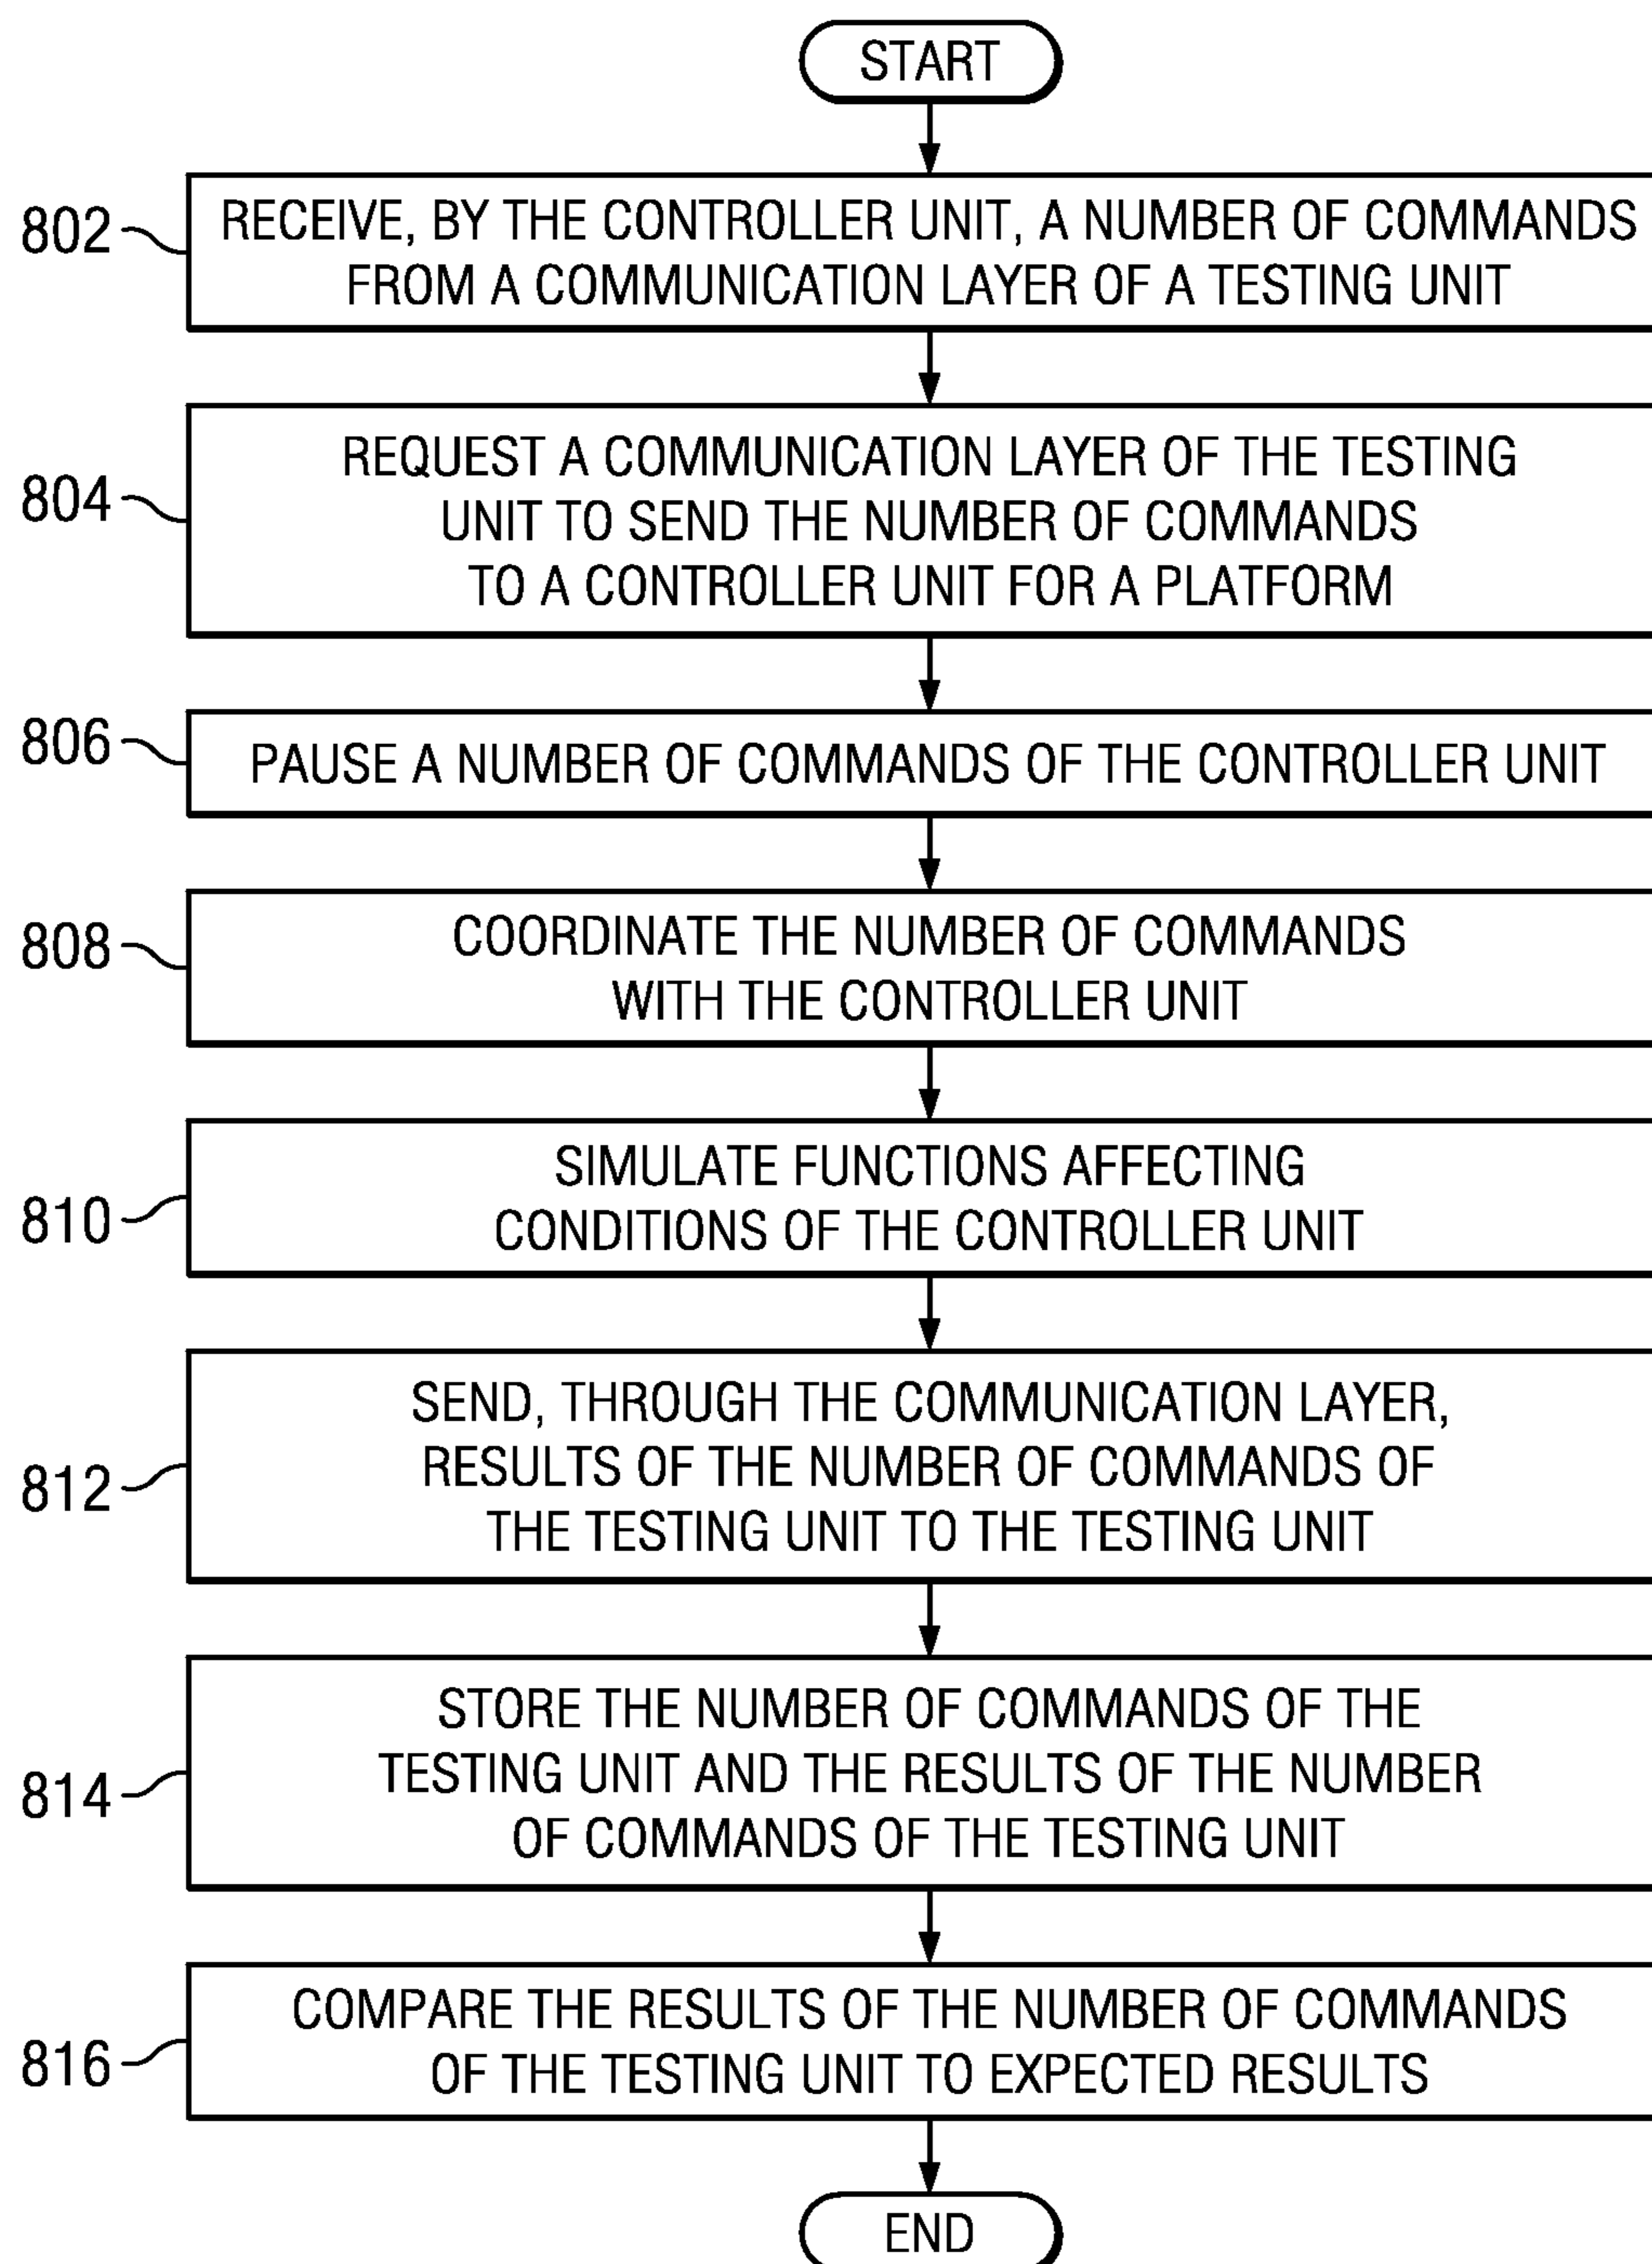 START
802
RECEIVE, BY THE CONTROLLER UNIT, A NUMBER OF COMMANDS
FROM A COMMUNICATION LAYER OF A TESTING UNIT
804
REQUEST A COMMUNICATION LAYER OF THE TESTING
UNIT TO SEND THE NUMBER OF COMMANDS
TO A CONTROLLER UNIT FOR A PLATFORM
806
PAUSE A NUMBER OF COMMANDS OF THE CONTROLLER UNIT
808
COORDINATE THE NUMBER OF COMMANDS
WITH THE CONTROLLER UNIT
810
SIMULATE FUNCTIONS AFFECTING
CONDITIONS OF THE CONTROLLER UNIT
812
SEND, THROUGH THE COMMUNICATION LAYER,
RESULTS OF THE NUMBER OF COMMANDS OF
THE TESTING UNIT TO THE TESTING UNIT
814
STORE THE NUMBER OF COMMANDS OF THE
TESTING UNIT AND THE RESULTS OF THE NUMBER
OF COMMANDS OF THE TESTING UNIT
816
COMPARE THE RESULTS OF THE NUMBER OF COMMANDS
OF THE TESTING UNIT TO EXPECTED RESULTS
END